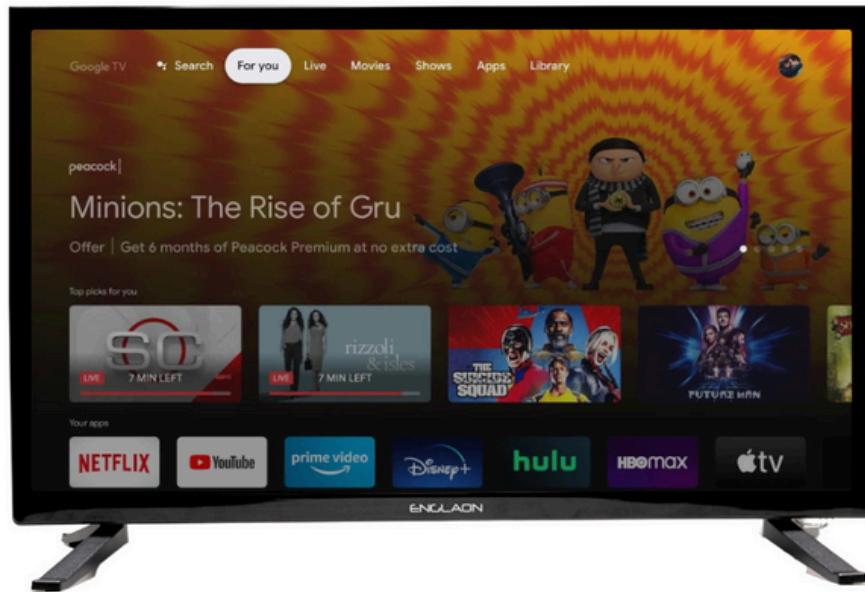 Google TV Search For you Live Movies Shows Apps Library
peacock
Minions: The Rise of Gru
Offer | Get 6 months of Peacock Premium at no extra cost
Top picks for you
SC
LIVE 7 MIN LEFT
rizzoli
& isles
LIVE 7 MIN LEFT
THE
SUICIDE
SQUAD
FUTURE MAN
Your apps
NETFLIX
YouTube
prime video
Disney+
hulu
HBOmax
tv
ENGLAON